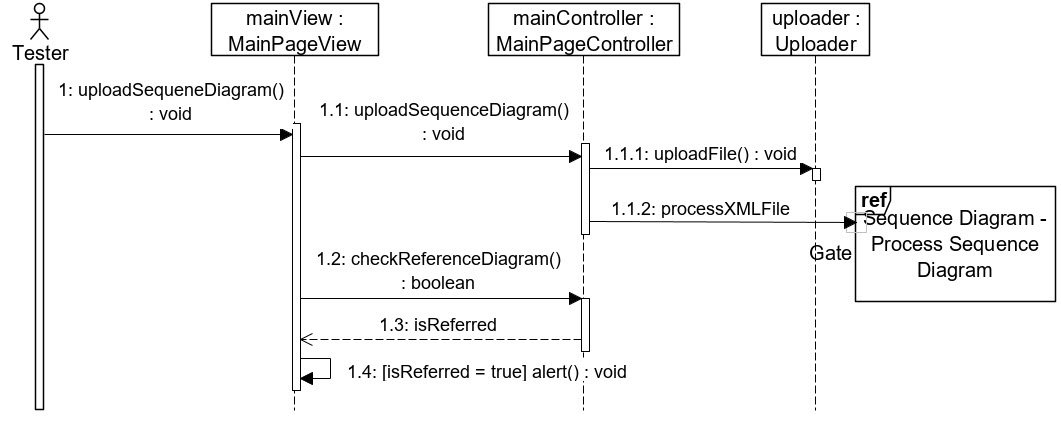 mainView :
MainPageView
mainController :
MainPageController
uploader :
Uploader
Tester
1: uploadSequeneDiagram()
: void
1.1: uploadSequenceDiagram()
: void
1.1.1: uploadFile() : void
1.1.2: processXMLFile
ref
Sequence Diagram -
Process Sequence
Diagram
Gate
1.2: checkReferenceDiagram()
: boolean
1.3: isReferred
1.4: [isReferred = true] alert() : void